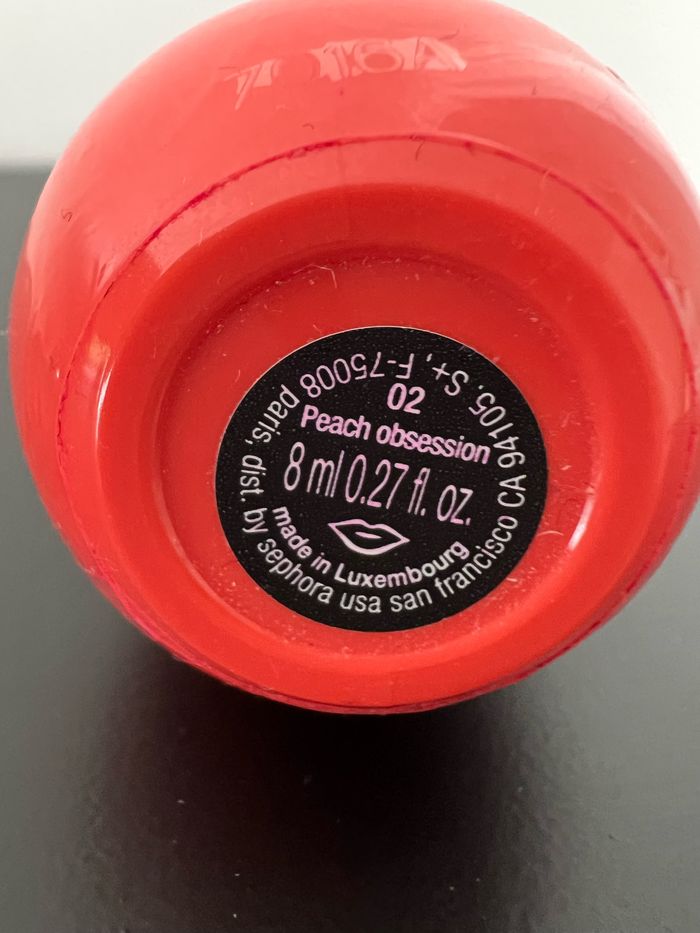 02
Peach obsession
8 ml 0.27 fl. oz.
made in Luxembourg
S+, F-75008 paris, dist. by sephora usa san francisco CA 94105.